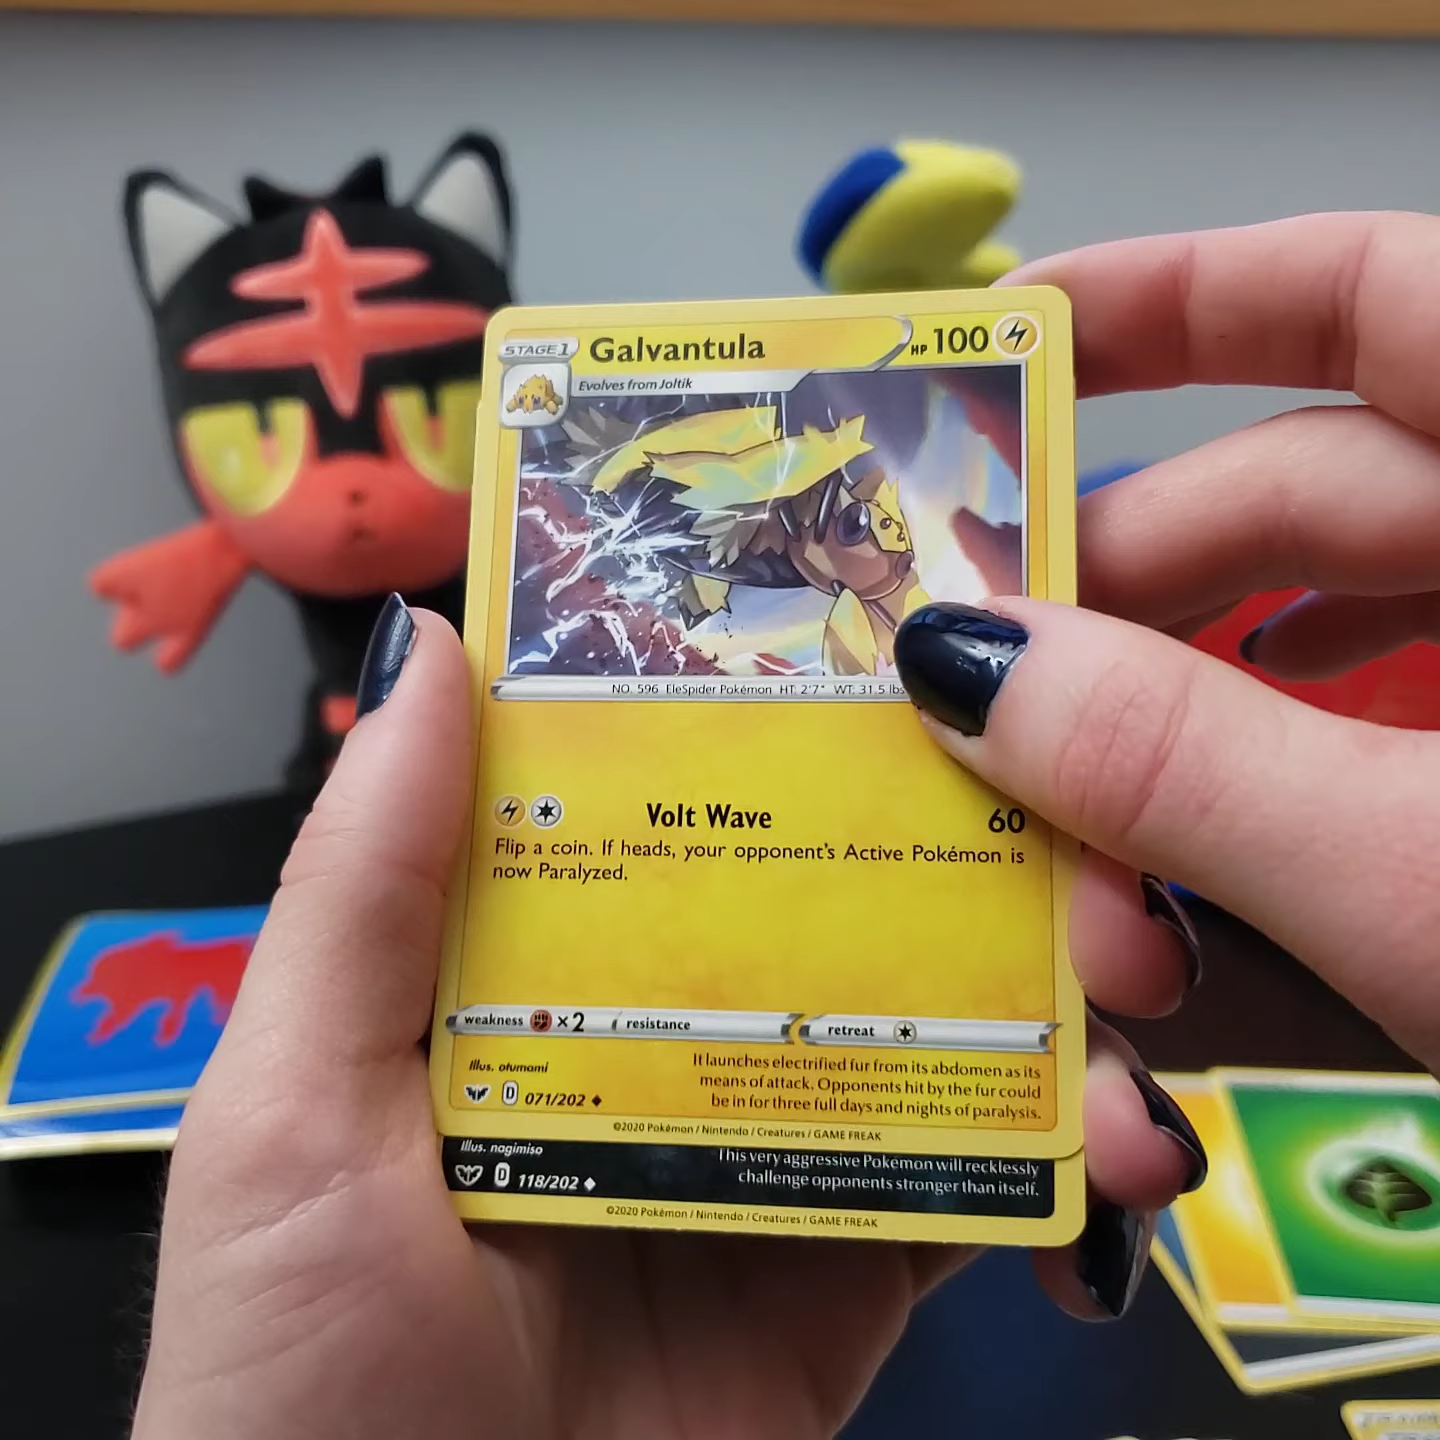 STAGE 1
Galvantula
HP 100
Evolves from Joltik
NO. 596 EleSpider Pokémon HT: 2'7" WT: 31.5 lbs
Volt Wave 60
Flip a coin. If heads, your opponent's Active Pokémon is
now Paralyzed.
weakness ×2 resistance retreat
Illus. otumami
It launches electrified fur from its abdomen as its
means of attack. Opponents hit by the fur could
be in for three full days and nights of paralysis.
D 071/202
©2020 Pokémon / Nintendo / Creatures / GAME FREAK
Illus. nagimiso
This very aggressive Pokémon will recklessly
challenge opponents stronger than itself.
D 118/202
©2020 Pokémon / Nintendo / Creatures / GAME FREAK